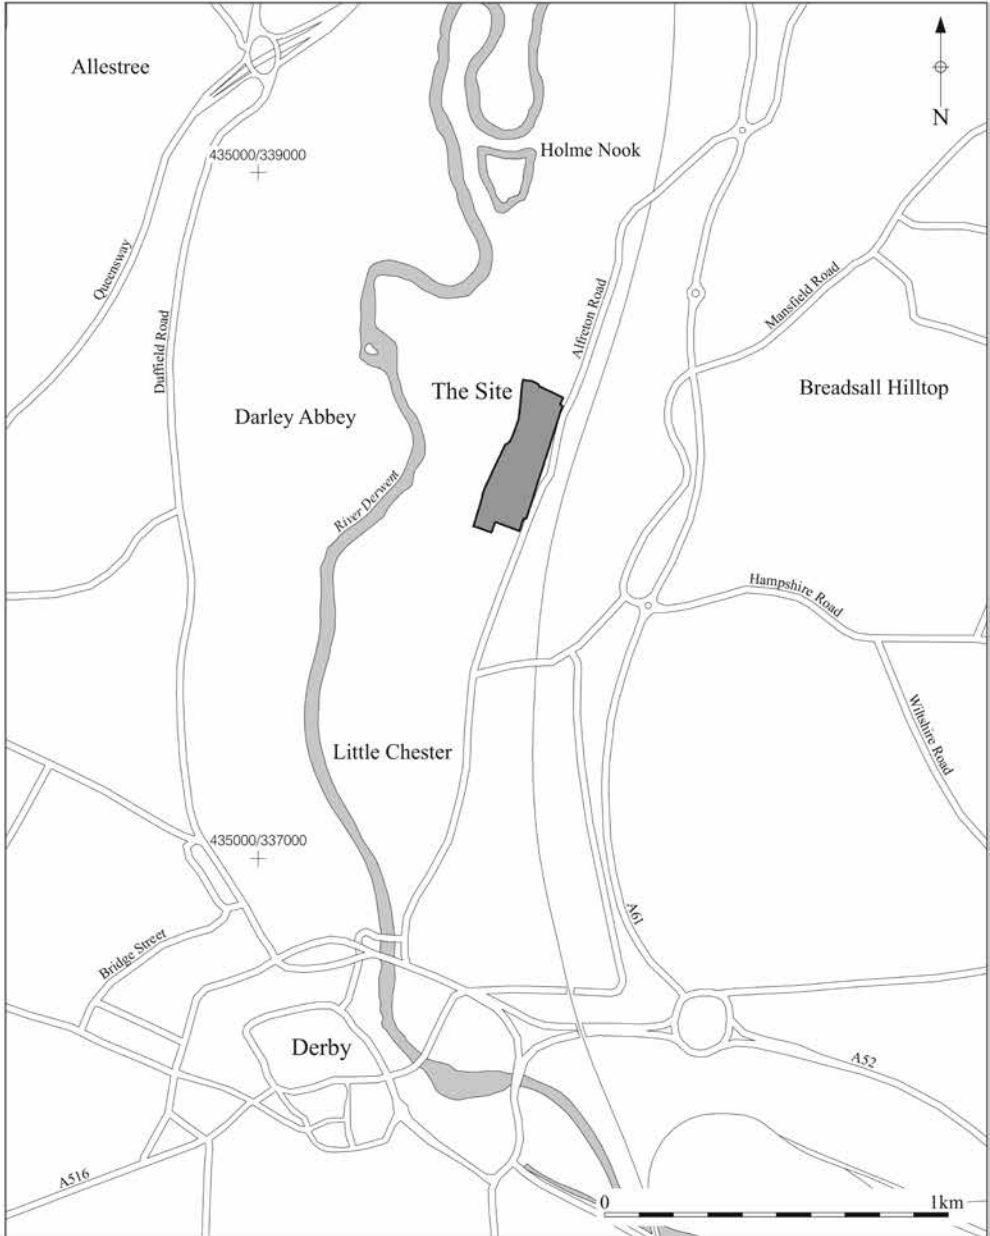 Allestree
N
Holme Nook
435000/339000
Queensway
Duffield Road
Alfreton Road
Mansfield Road
The Site
Breadsall Hilltop
Darley Abbey
River Derwent
Hampshire Road
Wiltshire Road
Little Chester
435000/337000
A61
Bridge Street
Derby
A52
A516
0
1km